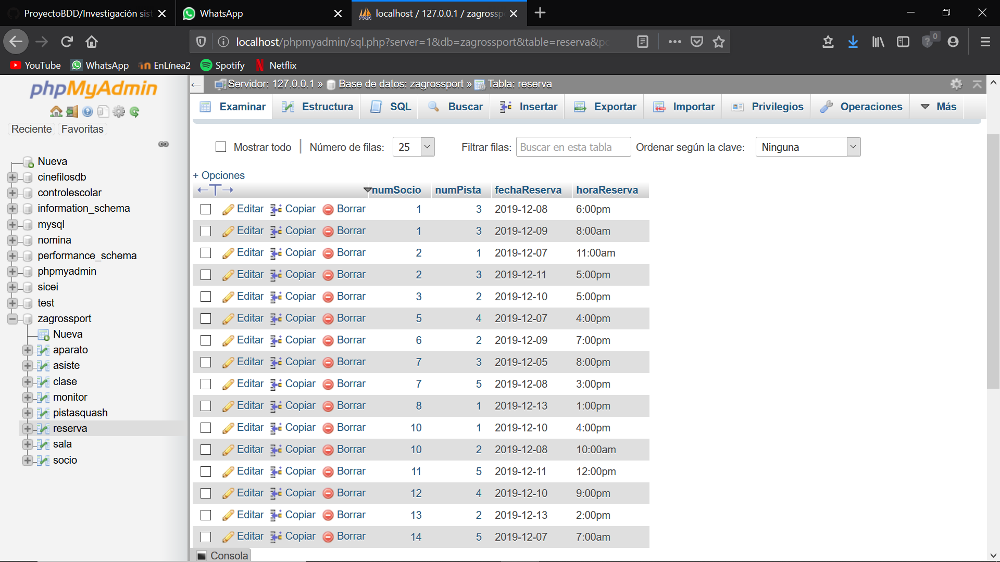 ProyectoBDD/Investigación sist
WhatsApp
localhost / 127.0.0.1 / zagrossp
localhost/phpmyadmin/sql.php?server=1&db=zagrossport&table=reserva&po
0
YouTube WhatsApp EnLínea2 Spotify Netflix
phpMyAdmin
Reciente Favoritas
Nueva
cinefilosdb
controlescolar
information_schema
mysql
nomina
performance_schema
phpmyadmin
sicei
test
zagrossport
Nueva
aparato
asiste
clase
monitor
pistasquash
reserva
sala
socio
Servidor: 127.0.0.1 » Base de datos: zagrossport » Tabla: reserva
Examinar Estructura SQL Buscar Insertar Exportar Importar Privilegios Operaciones Más
Mostrar todo Número de filas: 25 Filtrar filas: Buscar en esta tabla Ordenar según la clave: Ninguna
+ Opciones
←T→ numSocio numPista fechaReserva horaReserva
Editar Copiar Borrar 1 3 2019-12-08 6:00pm
Editar Copiar Borrar 1 3 2019-12-09 8:00am
Editar Copiar Borrar 2 1 2019-12-07 11:00am
Editar Copiar Borrar 2 3 2019-12-11 5:00pm
Editar Copiar Borrar 3 2 2019-12-10 5:00pm
Editar Copiar Borrar 5 4 2019-12-07 4:00pm
Editar Copiar Borrar 6 2 2019-12-09 7:00pm
Editar Copiar Borrar 7 3 2019-12-05 8:00pm
Editar Copiar Borrar 7 5 2019-12-08 3:00pm
Editar Copiar Borrar 8 1 2019-12-13 1:00pm
Editar Copiar Borrar 10 1 2019-12-10 4:00pm
Editar Copiar Borrar 10 2 2019-12-08 10:00am
Editar Copiar Borrar 11 5 2019-12-11 12:00pm
Editar Copiar Borrar 12 4 2019-12-10 9:00pm
Editar Copiar Borrar 13 2 2019-12-13 2:00pm
Editar Copiar Borrar 14 5 2019-12-07 7:00am
Consola